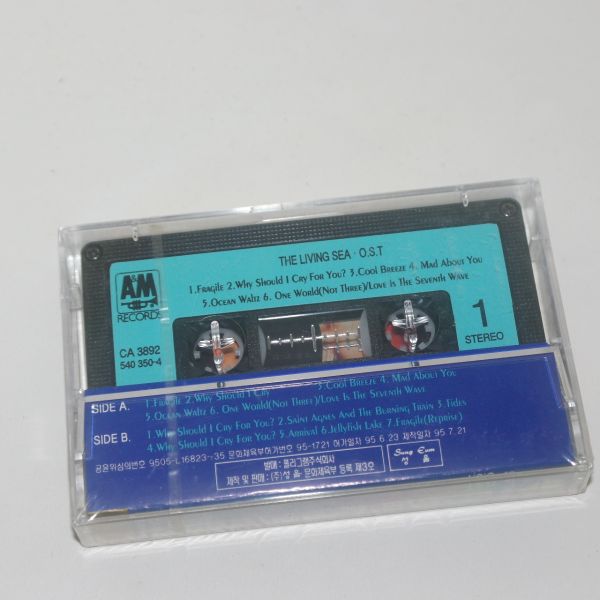 THE LIVING SEA · O.S.T
1.Fragile 2.Why Should I Cry For You? 3.Cool Breeze 4. Mad About You
5.Ocean Waltz 6. One World(Not Three)/Love Is The Seventh Wave
A&M
RECORDS
1
STEREO
CA 3892
540 350-4
SIDE A. 1.Fragile 2.Why Should I Cry 3.Cool Breeze 4. Mad About You
5.Ocean Waltz 6. One World(Not Three)/Love Is The Seventh Wave
SIDE B. 1.Why Should I Cry For You? 2.Saint Agnes And The Burning Train 3.Tides
4.Why Should I Cry For You? 5.Arrival 6.Jellyfish Lake 7.Fragile(Reprise)
공윤위심의번호 9505-L16823~35 문화체육부허가번호 95-1721 허가일자 95 6 23 제작일자 95 7.21
범매: 폴리그램주식회사
제작 및 판매: (주)성 음 문화체육부 등록 제3호
Sung Eum
성 음